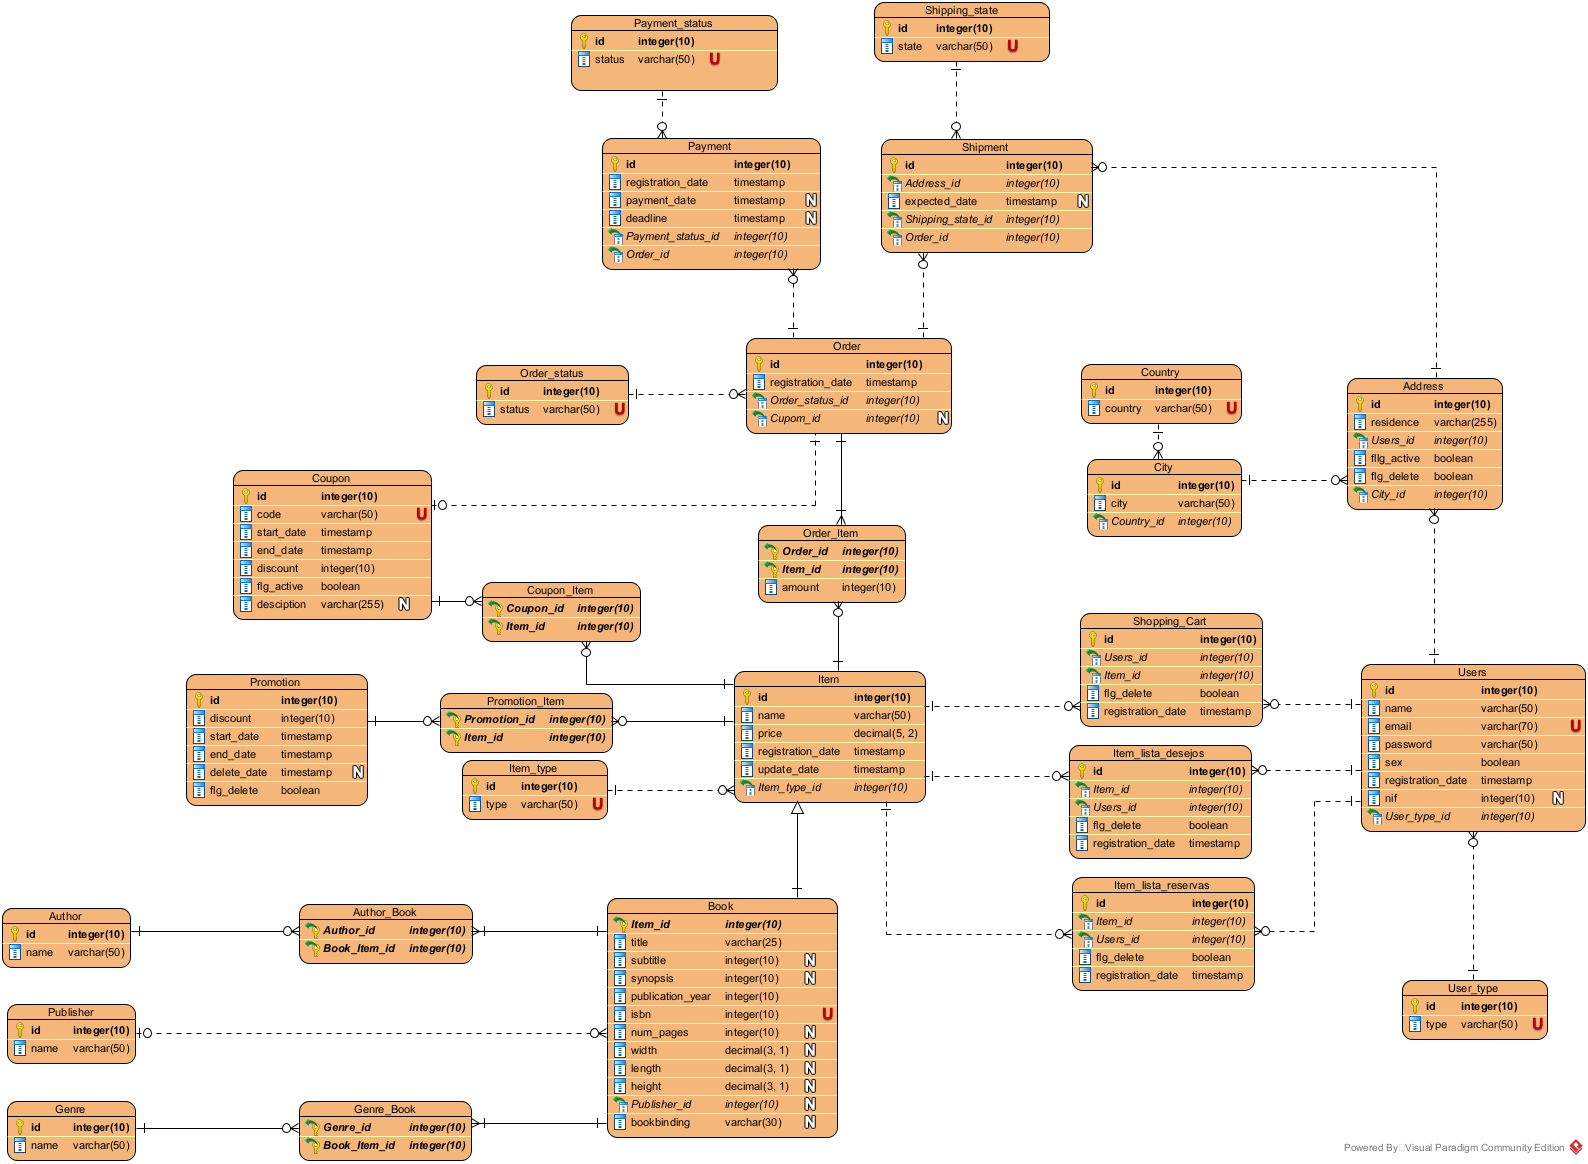 Payment_status
id integer(10)
status varchar(50) U
Shipping_state
id integer(10)
state varchar(50) U
Payment
id integer(10)
registration_date timestamp
payment_date timestamp N
deadline timestamp N
Payment_status_id integer(10)
Order_id integer(10)
Shipment
id integer(10)
Address_id integer(10)
expected_date timestamp N
Shipping_state_id integer(10)
Order_id integer(10)
Order_status
id integer(10)
status varchar(50) U
Order
id integer(10)
registration_date timestamp
Order_status_id integer(10)
Cupom_id integer(10) N
Country
id integer(10)
country varchar(50) U
City
id integer(10)
city varchar(50)
Country_id integer(10)
Address
id integer(10)
residence varchar(255)
Users_id integer(10)
fllg_active boolean
flg_delete boolean
City_id integer(10)
Coupon
id integer(10)
code varchar(50) U
start_date timestamp
end_date timestamp
discount integer(10)
flg_active boolean
desciption varchar(255) N
Coupon_Item
Coupon_id integer(10)
Item_id integer(10)
Order_Item
Order_id integer(10)
Item_id integer(10)
amount integer(10)
Promotion
id integer(10)
discount integer(10)
start_date timestamp
end_date timestamp
delete_date timestamp N
flg_delete boolean
Promotion_Item
Promotion_id integer(10)
Item_id integer(10)
Item_type
id integer(10)
type varchar(50) U
Item
id integer(10)
name varchar(50)
price decimal(5, 2)
registration_date timestamp
update_date timestamp
Item_type_id integer(10)
Shopping_Cart
id integer(10)
Users_id integer(10)
Item_id integer(10)
flg_delete boolean
registration_date timestamp
Item_lista_desejos
id integer(10)
Item_id integer(10)
Users_id integer(10)
flg_delete boolean
registration_date timestamp
Item_lista_reservas
id integer(10)
Item_id integer(10)
Users_id integer(10)
flg_delete boolean
registration_date timestamp
Users
id integer(10)
name varchar(50)
email varchar(70) U
password varchar(50)
sex boolean
registration_date timestamp
nif integer(10) N
User_type_id integer(10)
User_type
id integer(10)
type varchar(50) U
Author
id integer(10)
name varchar(50)
Author_Book
Author_id integer(10)
Book_Item_id integer(10)
Publisher
id integer(10)
name varchar(50)
Genre
id integer(10)
name varchar(50)
Genre_Book
Genre_id integer(10)
Book_Item_id integer(10)
Book
Item_id integer(10)
title varchar(25)
subtitle integer(10) N
synopsis integer(10) N
publication_year integer(10)
isbn integer(10) U
num_pages integer(10) N
width decimal(3, 1) N
length decimal(3, 1) N
height decimal(3, 1) N
Publisher_id integer(10) N
bookbinding varchar(30) N
Powered By Visual Paradigm Community Edition